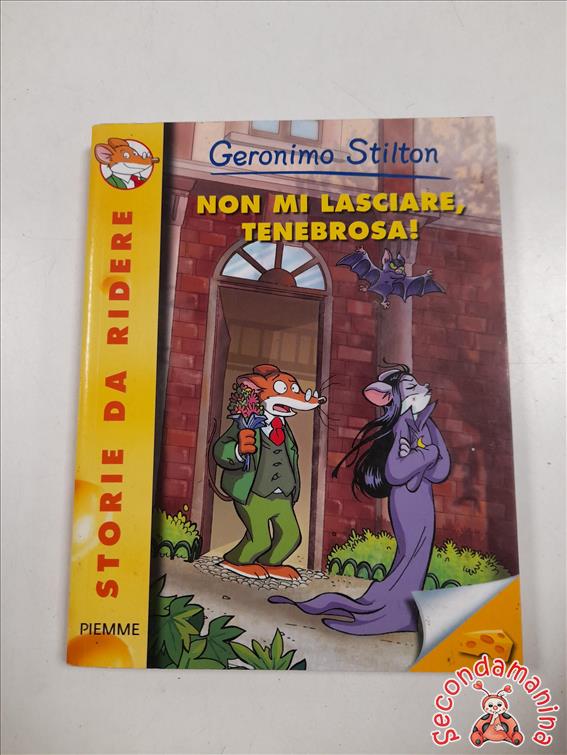 Geronimo Stilton
NON MI LASCIARE,
TENEBROSA!
STORIE DA RIDERE
PIEMME
secondamanina